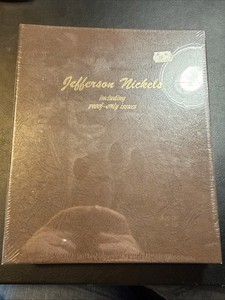 Jefferson Nickels
including
proof-only issues